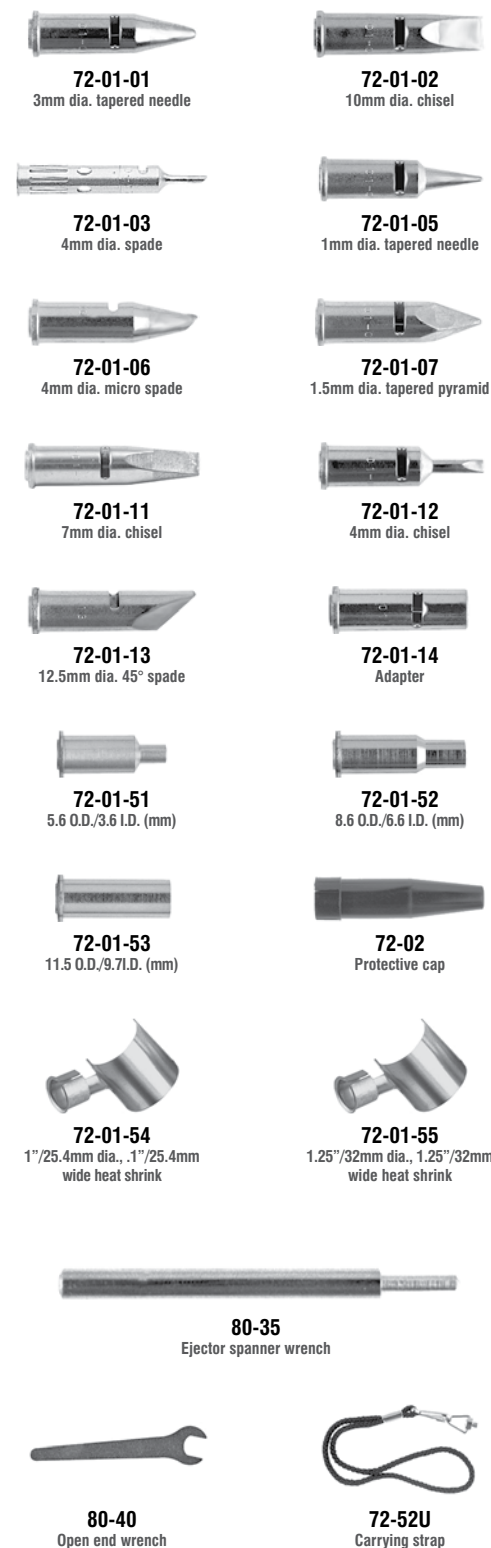 72-01-01
3mm dia. tapered needle
72-01-02
10mm dia. chisel
72-01-03
4mm dia. spade
72-01-05
1mm dia. tapered needle
72-01-06
4mm dia. micro spade
72-01-07
1.5mm dia. tapered pyramid
72-01-11
7mm dia. chisel
72-01-12
4mm dia. chisel
72-01-13
12.5mm dia. 45° spade
72-01-14
Adapter
72-01-51
5.6 O.D./3.6 I.D. (mm)
72-01-52
8.6 O.D./6.6 I.D. (mm)
72-01-53
11.5 O.D./9.7I.D. (mm)
72-02
Protective cap
72-01-54
1”/25.4mm dia., .1”/25.4mm
wide heat shrink
72-01-55
1.25”/32mm dia., 1.25”/32mm
wide heat shrink
80-35
Ejector spanner wrench
80-40
Open end wrench
72-52U
Carrying strap